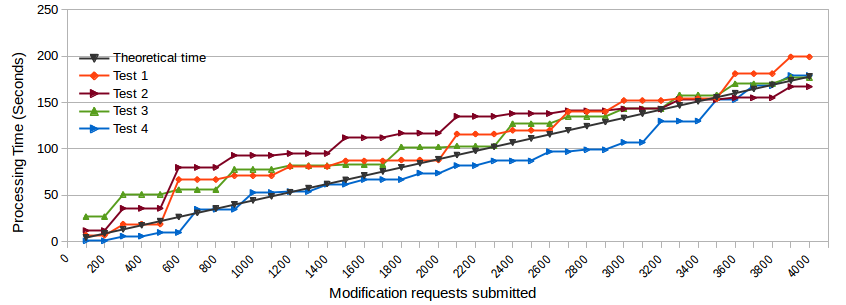 Processing Time (Seconds)
250
200
150
100
50
0
Theoretical time
Test 1
Test 2
Test 3
Test 4
0 200 400 600 800 1000 1200 1400 1600 1800 2000 2200 2400 2600 2800 3000 3200 3400 3600 3800 4000
Modification requests submitted